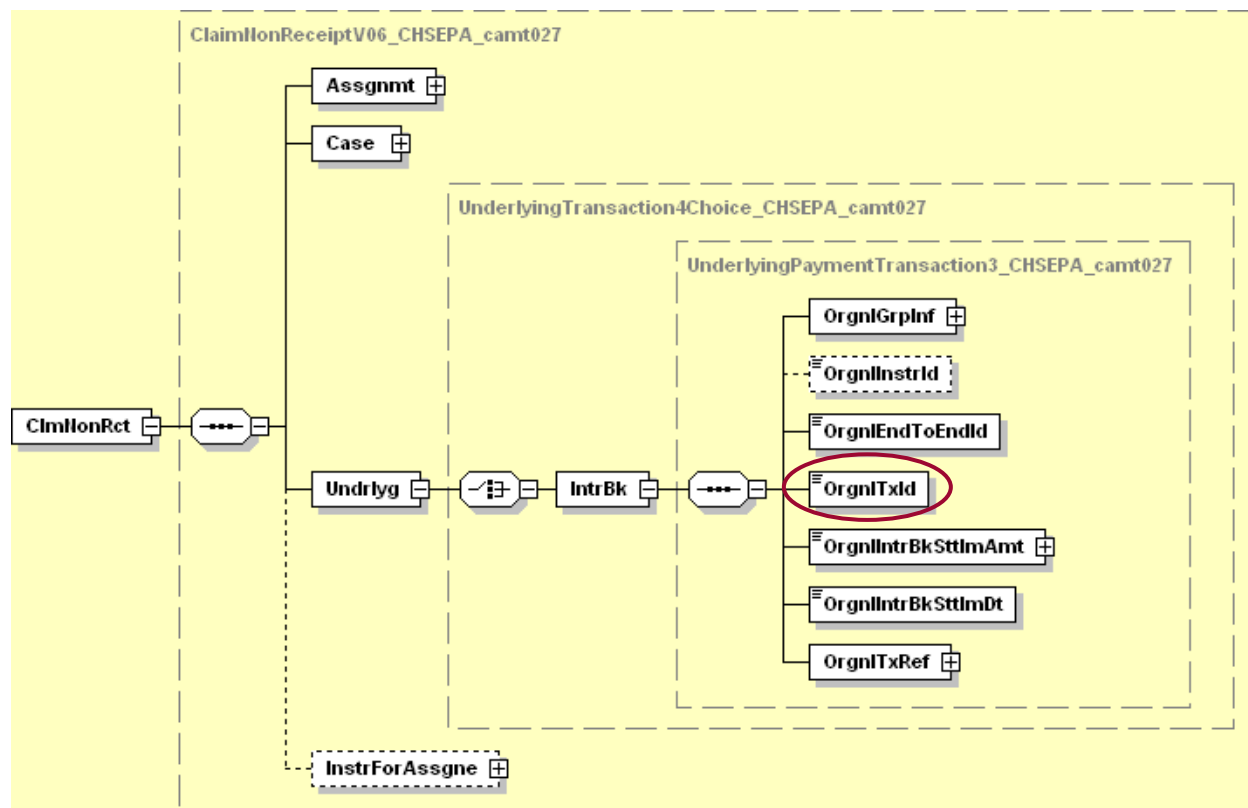 ClaimNonReceiptV06_CHSEPA_camt027
Assgnmt
Case
UnderlyingTransaction4Choice_CHSEPA_camt027
UnderlyingPaymentTransaction3_CHSEPA_camt027
OrgnlGrpInf
OrgnlInstrId
OrgnlEndToEndId
ClmNonRct
Undrlyg
IntrBk
OrgnlTxId
OrgnlIntrBkSttlmAmt
OrgnlIntrBkSttlmDt
OrgnlTxRef
InstrForAssgne